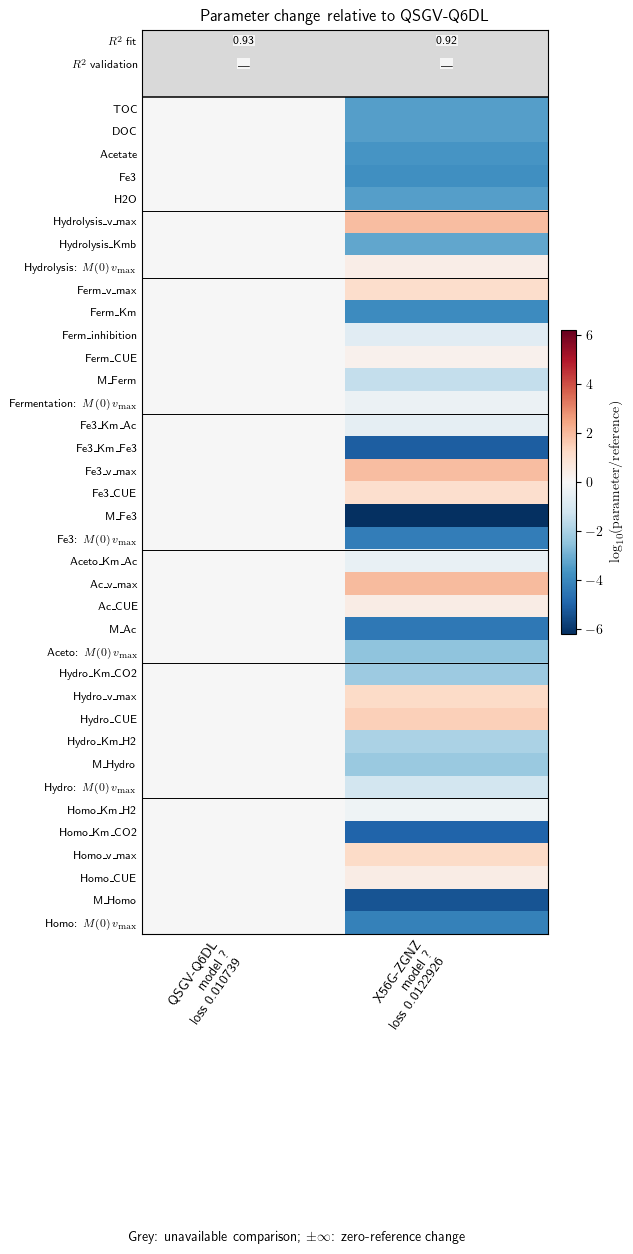 Parameter change relative to QSGV-Q6DL
R² fit 0.93 0.92
R² validation — —
TOC
DOC
Acetate
Fe3
H2O
Hydrolysis_v_max
Hydrolysis_Kmb
Hydrolysis: M(0) v_max
Ferm_v_max
Ferm_Km
Ferm_inhibition
Ferm_CUE
M_Ferm
Fermentation: M(0) v_max
Fe3_Km_Ac
Fe3_Km_Fe3
Fe3_v_max
Fe3_CUE
M_Fe3
Fe3: M(0) v_max
Aceto_Km_Ac
Ac_v_max
Ac_CUE
M_Ac
Aceto: M(0) v_max
Hydro_Km_CO2
Hydro_v_max
Hydro_CUE
Hydro_Km_H2
M_Hydro
Hydro: M(0) v_max
Homo_Km_H2
Homo_Km_CO2
Homo_v_max
Homo_CUE
M_Homo
Homo: M(0) v_max
6
4
2
0
−2
−4
−6
log₁₀(parameter/reference)
QSGV-Q6DL
model ?
loss 0.010739
X56G-ZGNZ
model ?
loss 0.0122926
Grey: unavailable comparison; ±∞: zero-reference change